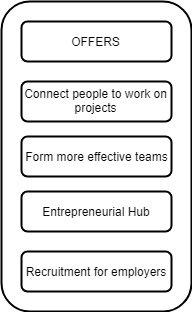 OFFERS
Connect people to work on
projects
Form more effective teams
Entrepreneurial Hub
Recruitment for employers